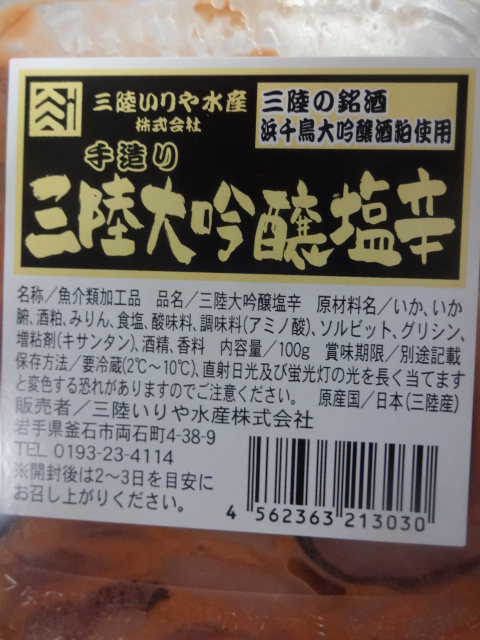 三陸いりや水産
株式会社
三陸の銘酒
浜千鳥大吟醸酒粕使用
手造り
三陸大吟醸塩辛
名称/魚介類加工品 品名/三陸大吟醸塩辛 原材料名/いか、いか
腑、酒粕、みりん、食塩、酸味料、調味料(アミノ酸)、ソルビット、グリシン、
増粘剤(キサンタン)、酒精、香料 内容量/100g 賞味期限/別途記載
保存方法/要冷蔵(2℃〜10℃)、直射日光及び蛍光灯の光を長く当てます
と変色する恐れがありますのでご注意ください。 原産国/日本(三陸産)
販売者/三陸いりや水産株式会社
岩手県釜石市両石町4-38-9
TEL 0193-23-4114
※開封後は2〜3日を目安に
お召し上がりください。
4 562363 213030